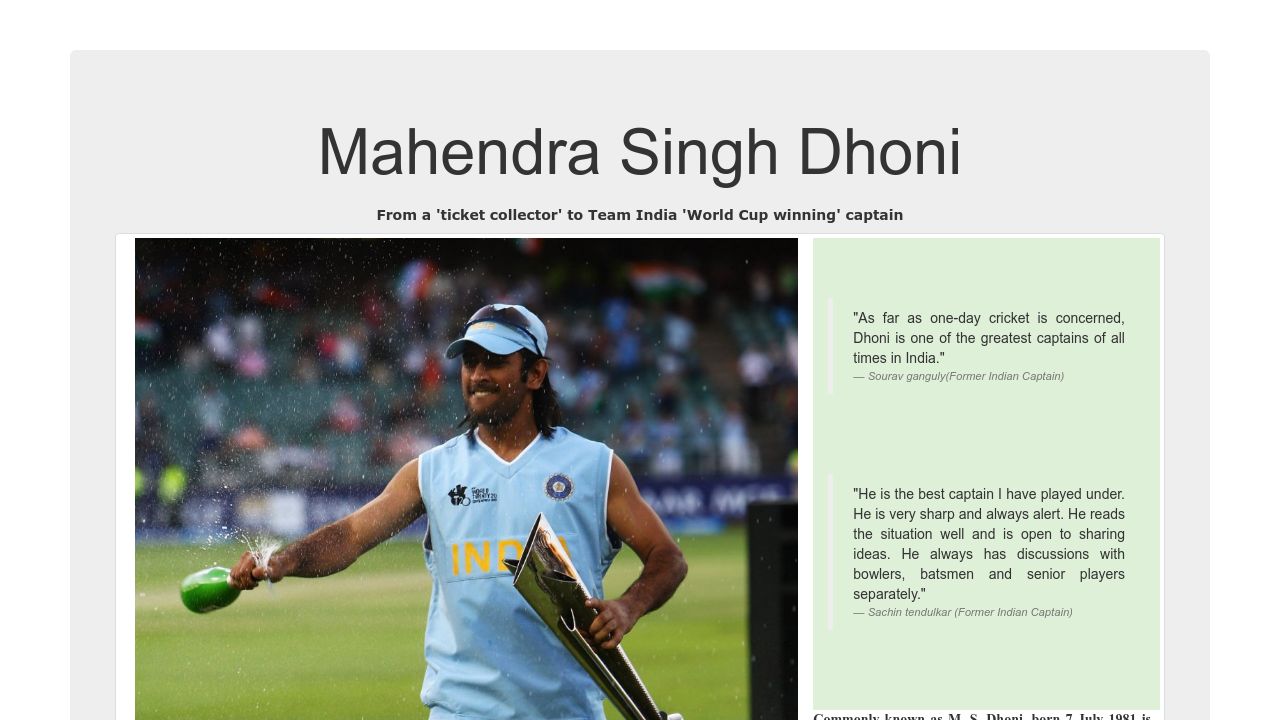 Mahendra Singh Dhoni
From a 'ticket collector' to Team India 'World Cup winning' captain
"As far as one-day cricket is concerned,
Dhoni is one of the greatest captains of all
times in India."
— Sourav ganguly(Former Indian Captain)
"He is the best captain I have played under.
He is very sharp and always alert. He reads
the situation well and is open to sharing
ideas. He always has discussions with
bowlers, batsmen and senior players
separately."
— Sachin tendulkar (Former Indian Captain)
Commonly known as M. S. Dhoni, born 7 July 1981 is
WORLD
TWENTY20
INDIA